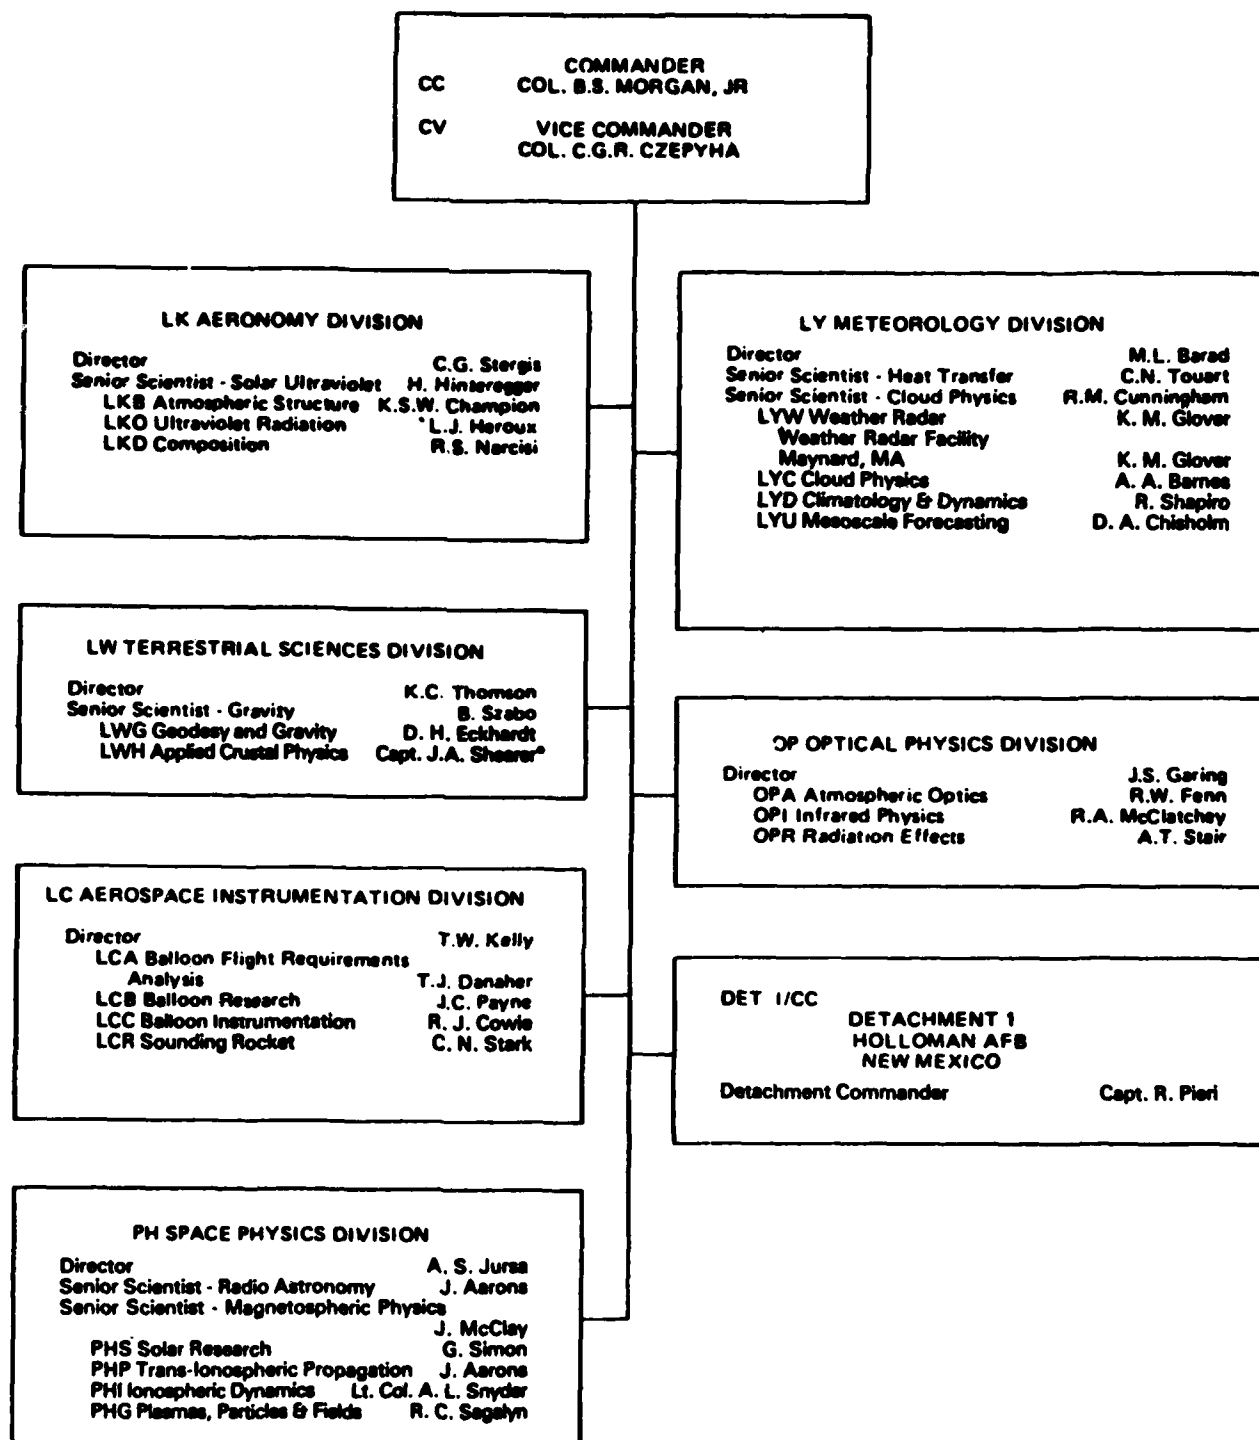 COMMANDER
CC COL. B.S. MORGAN, JR
CV VICE COMMANDER
COL. C.G.R. CZEPYHA
LK AERONOMY DIVISION
Director C.G. Stergis
Senior Scientist - Solar Ultraviolet H. Hinteregger
LKB Atmospheric Structure K.S.W. Champion
LKO Ultraviolet Radiation *L.J. Heroux
LKD Composition R.S. Narcisi
LY METEOROLOGY DIVISION
Director M.L. Barad
Senior Scientist - Heat Transfer C.N. Touart
Senior Scientist - Cloud Physics R.M. Cunningham
LYW Weather Radar K. M. Glover
Weather Radar Facility
Maynard, MA K. M. Glover
LYC Cloud Physics A. A. Barnes
LYD Climatology & Dynamics R. Shapiro
LYU Mesoscale Forecasting D. A. Chisholm
LW TERRESTRIAL SCIENCES DIVISION
Director K.C. Thomson
Senior Scientist - Gravity B. Szabo
LWG Geodesy and Gravity D. H. Eckhardt
LWH Applied Crustal Physics Capt. J.A. Shearer*
OP OPTICAL PHYSICS DIVISION
Director J.S. Garing
OPA Atmospheric Optics R.W. Fenn
OPI Infrared Physics R.A. McClatchey
OPR Radiation Effects A.T. Stair
LC AEROSPACE INSTRUMENTATION DIVISION
Director T.W. Kelly
LCA Balloon Flight Requirements
Analysis T.J. Danaher
LCB Balloon Research J.C. Payne
LCC Balloon Instrumentation R. J. Cowie
LCR Sounding Rocket C. N. Stark
DET 1/CC
DETACHMENT 1
HOLLOMAN AFB
NEW MEXICO
Detachment Commander Capt. R. Pieri
PH SPACE PHYSICS DIVISION
Director A. S. Jursa
Senior Scientist - Radio Astronomy J. Aarons
Senior Scientist - Magnetospheric Physics
J. McClay
PHS Solar Research G. Simon
PHP Trans-Ionospheric Propagation J. Aarons
PHI Ionospheric Dynamics Lt. Col. A. L. Snyder
PHG Plasmas, Particles & Fields R. C. Sagalyn